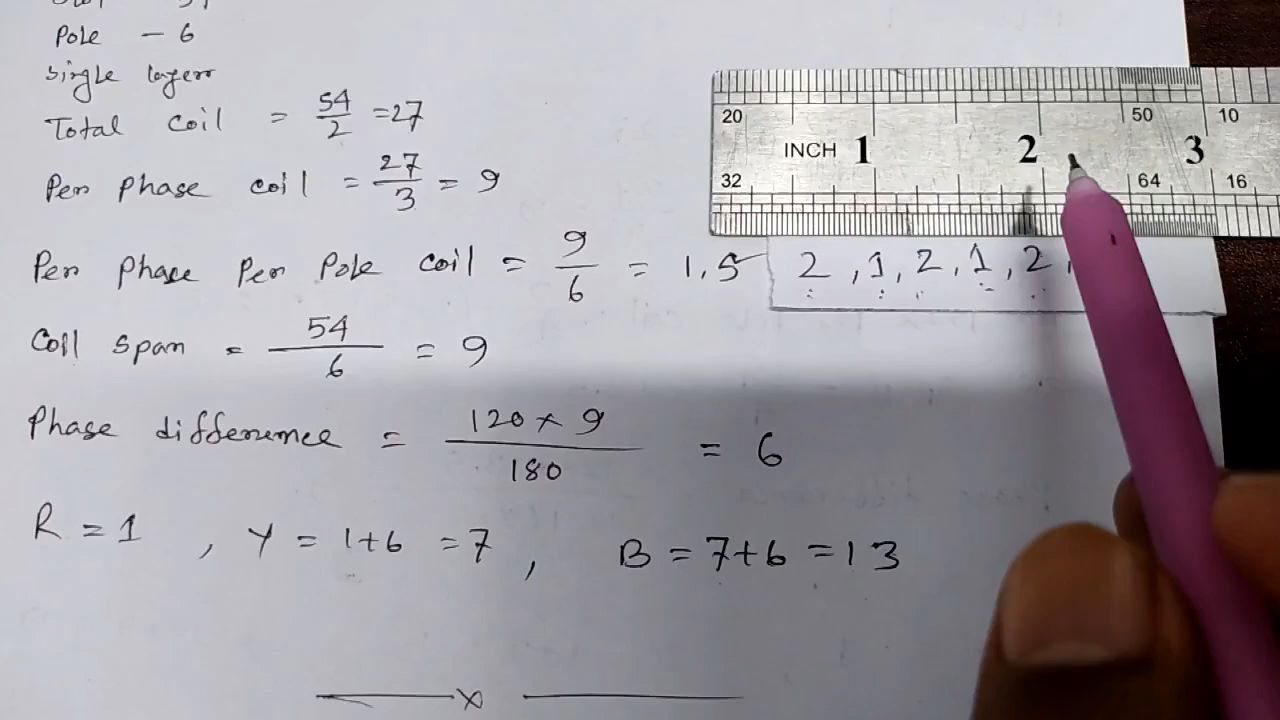 Pole - 6
Single layer
Total coil = 54/2 = 27
Per phase coil = 27/3 = 9
Per phase Per Pole coil = 9/6 = 1.5
2, 1, 2, 1, 2,
Coil span = 54/6 = 9
Phase difference = 120 × 9 / 180 = 6
R = 1, Y = 1+6 = 7, B = 7+6 = 13
20 50 10
INCH 1 2 3
32 64 16